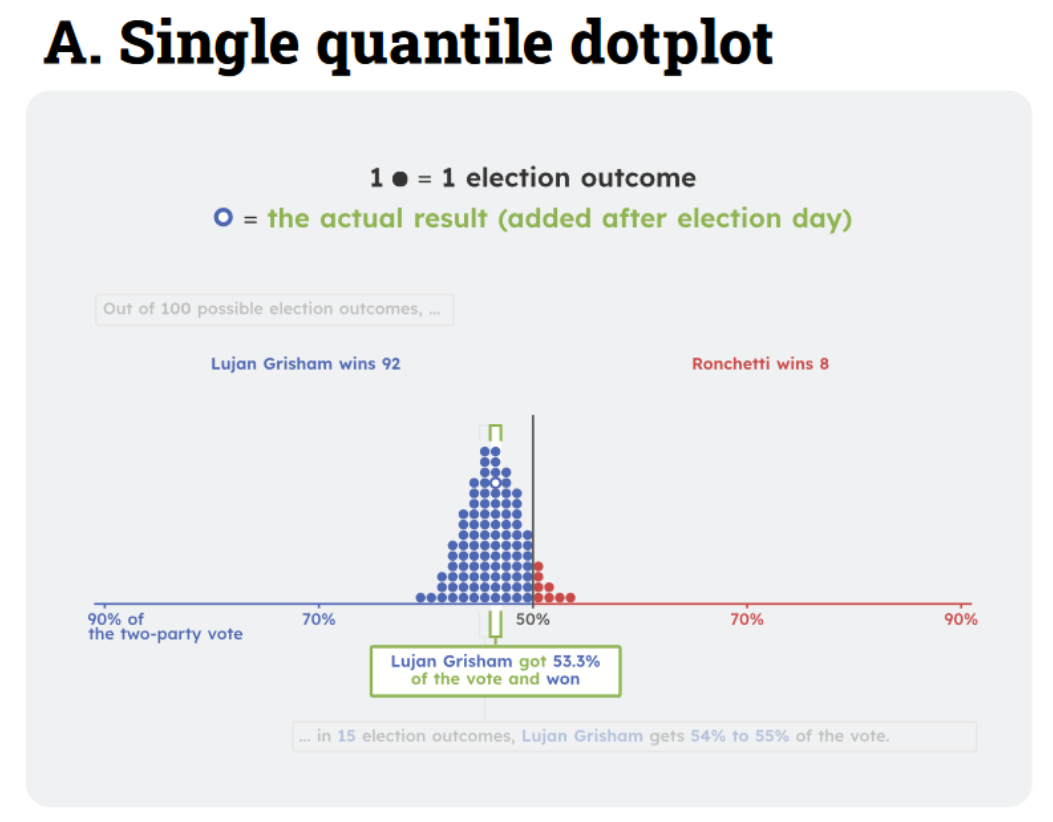 A. Single quantile dotplot
1 ● = 1 election outcome
○ = the actual result (added after election day)
Out of 100 possible election outcomes, ...
Lujan Grisham wins 92
Ronchetti wins 8
90% of
the two-party vote
70%
50%
70%
90%
Lujan Grisham got 53.3%
of the vote and won
... in 15 election outcomes, Lujan Grisham gets 54% to 55% of the vote.